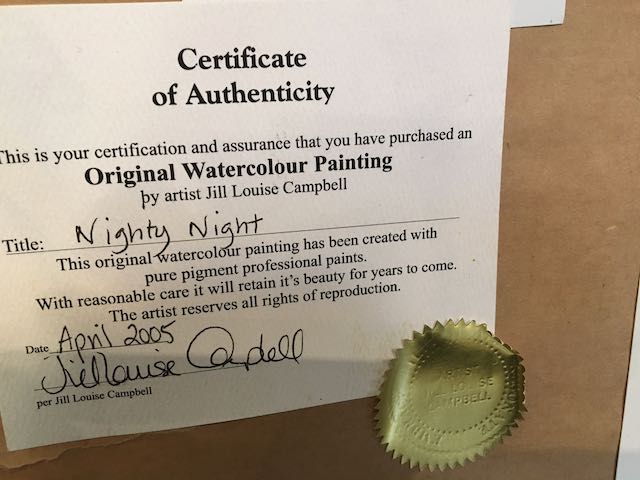 Certificate
of Authenticity
This is your certification and assurance that you have purchased an
Original Watercolour Painting
by artist Jill Louise Campbell
Title: Nighty Night
This original watercolour painting has been created with
pure pigment professional paints.
With reasonable care it will retain it's beauty for years to come.
The artist reserves all rights of reproduction.
Date April 2005
Jill Louise Campbell
per Jill Louise Campbell